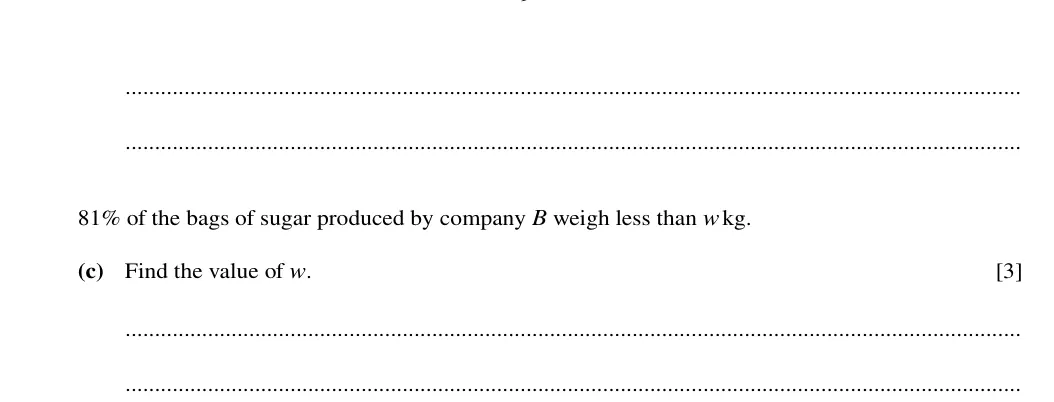 81% of the bags of sugar produced by company B weigh less than w kg.
(c) Find the value of w. [3]